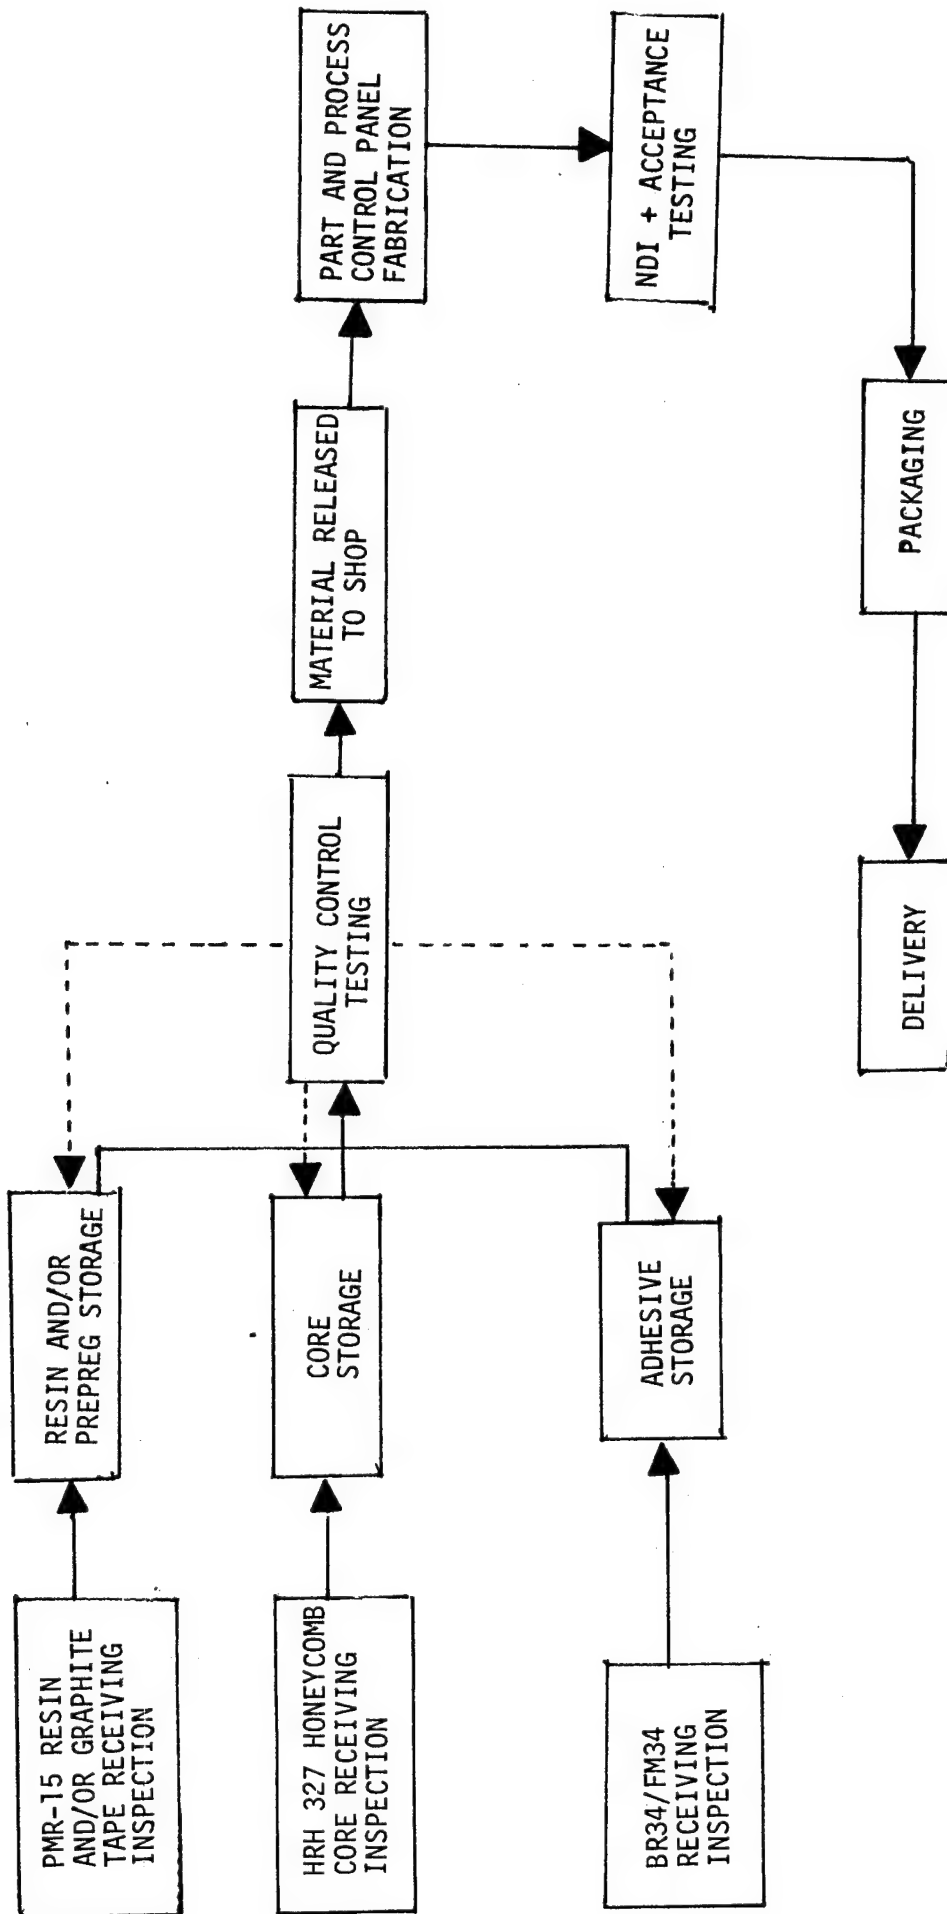 PMR-15 RESIN
AND/OR GRAPHITE
TAPE RECEIVING
INSPECTION
RESIN AND/OR
PREPREG STORAGE
HRH 327 HONEYCOMB
CORE RECEIVING
INSPECTION
CORE
STORAGE
BR34/FM34
RECEIVING
INSPECTION
ADHESIVE
STORAGE
QUALITY CONTROL
TESTING
MATERIAL RELEASED
TO SHOP
PART AND PROCESS
CONTROL PANEL
FABRICATION
NDI + ACCEPTANCE
TESTING
PACKAGING
DELIVERY